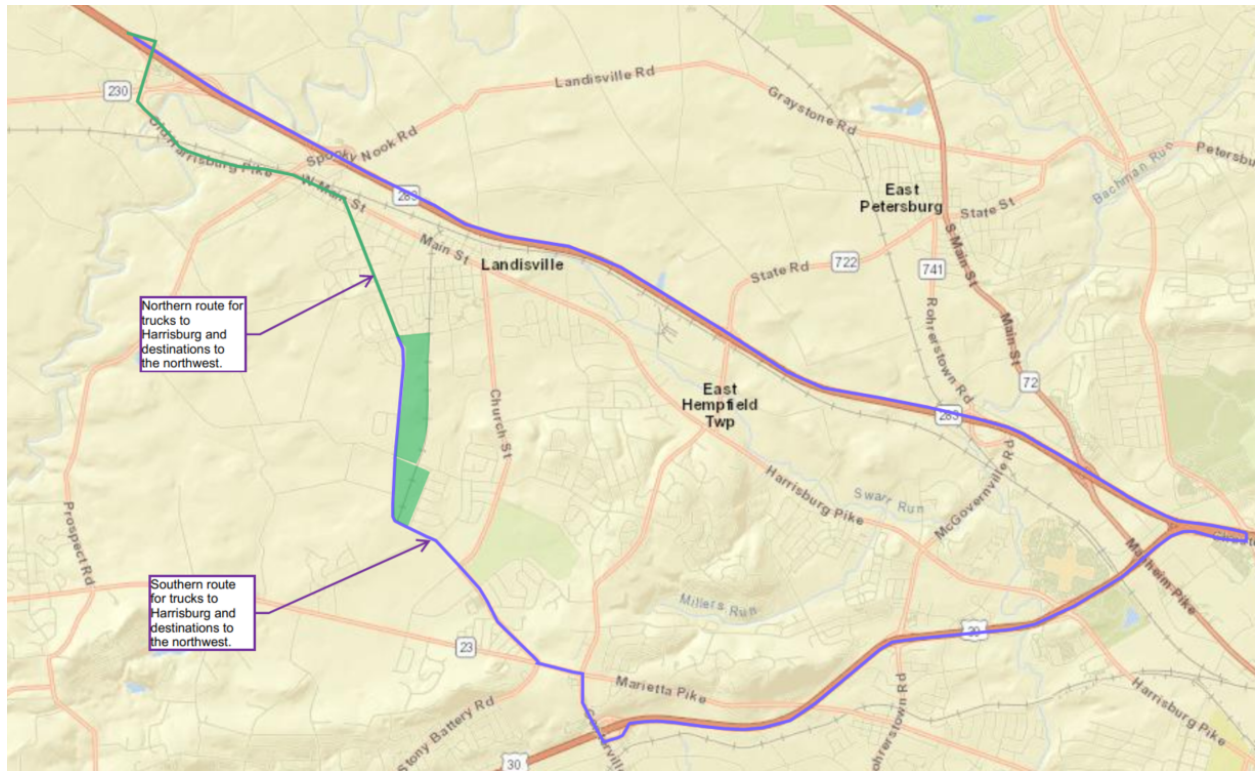 230
Landisville Rd
Graystone Rd
Old Harrisburg Pike
Spooky Nook Rd
Petersbu
Bachman Run
W Main St
283
East
Petersburg
State St
S Main St
Main St
Landisville
State Rd
722
741
Rohrerstown Rd
Main St
72
Northern route for
trucks to
Harrisburg and
destinations to
the northwest.
East
Hempfield
Twp
Church St
283
McGovernville Rd
Harrisburg Pike
Swarr Run
Prospect Rd
Manheim Pike
Southern route
for trucks to
Harrisburg and
destinations to
the northwest.
Millers Run
30
23
Marietta Pike
Harrisburg Pike
Stony Battery Rd
ohrerstown Rd
30